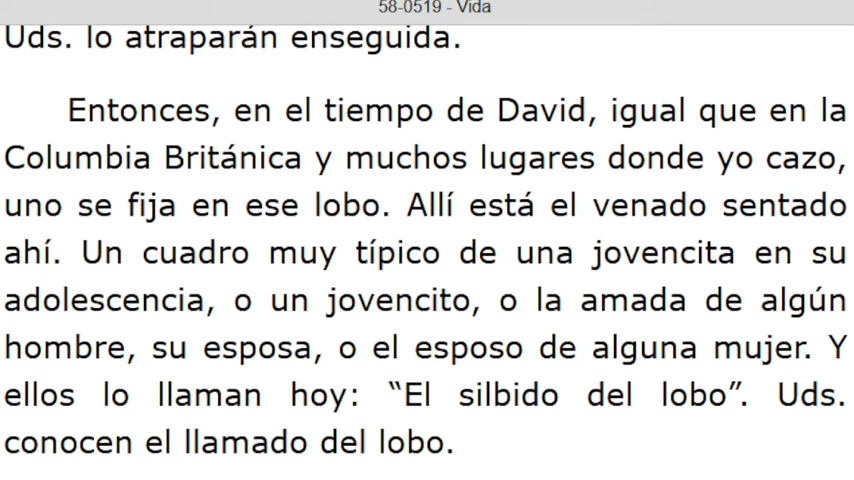 58-0519 - Vida
Uds. lo atraparán enseguida.
Entonces, en el tiempo de David, igual que en la
Columbia Británica y muchos lugares donde yo cazo,
uno se fija en ese lobo. Allí está el venado sentado
ahí. Un cuadro muy típico de una jovencita en su
adolescencia, o un jovencito, o la amada de algún
hombre, su esposa, o el esposo de alguna mujer. Y
ellos lo llaman hoy: “El silbido del lobo”. Uds.
conocen el llamado del lobo.